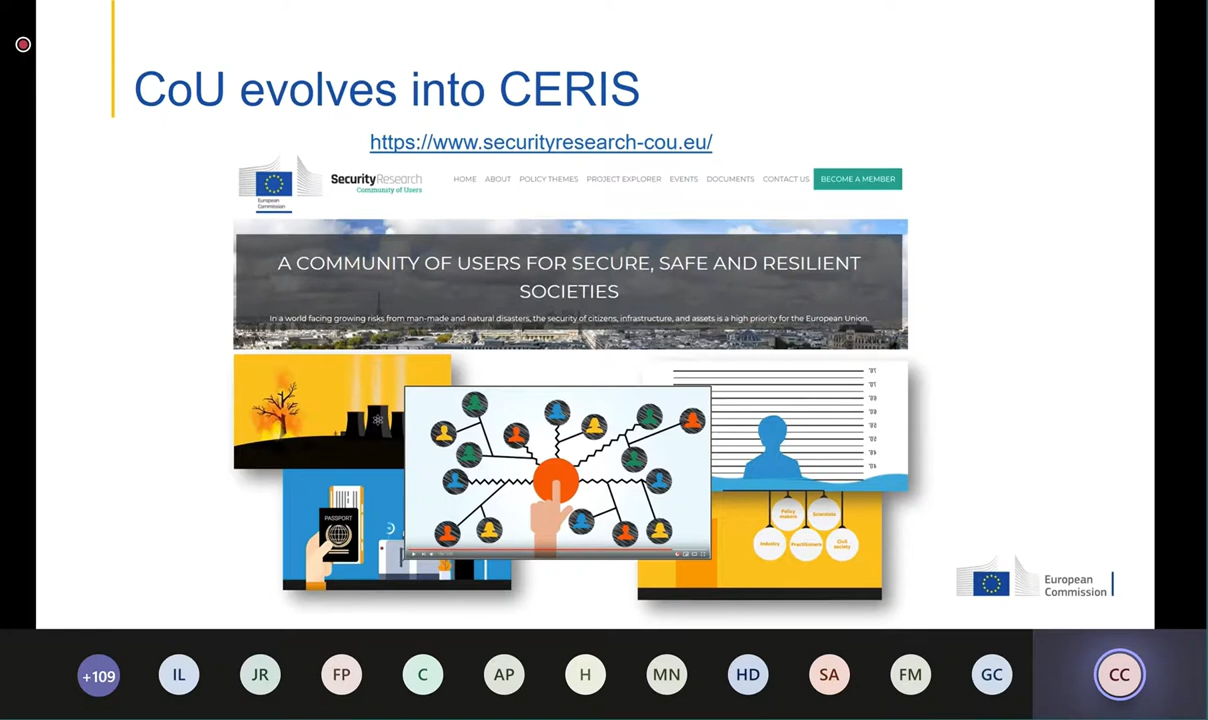 CoU evolves into CERIS
https://www.securityresearch-cou.eu/
European
Commission
SecurityResearch
Community of Users
HOME ABOUT POLICY THEMES PROJECT EXPLORER EVENTS DOCUMENTS CONTACT US BECOME A MEMBER
A COMMUNITY OF USERS FOR SECURE, SAFE AND RESILIENT
SOCIETIES
In a world facing growing risks from man-made and natural disasters, the security of citizens, infrastructure, and assets is a high priority for the European Union.
PASSPORT
Policy
makers
Scientists
Industry
Practitioners
Civil
society
European
Commission
+109 IL JR FP C AP H MN HD SA FM GC CC